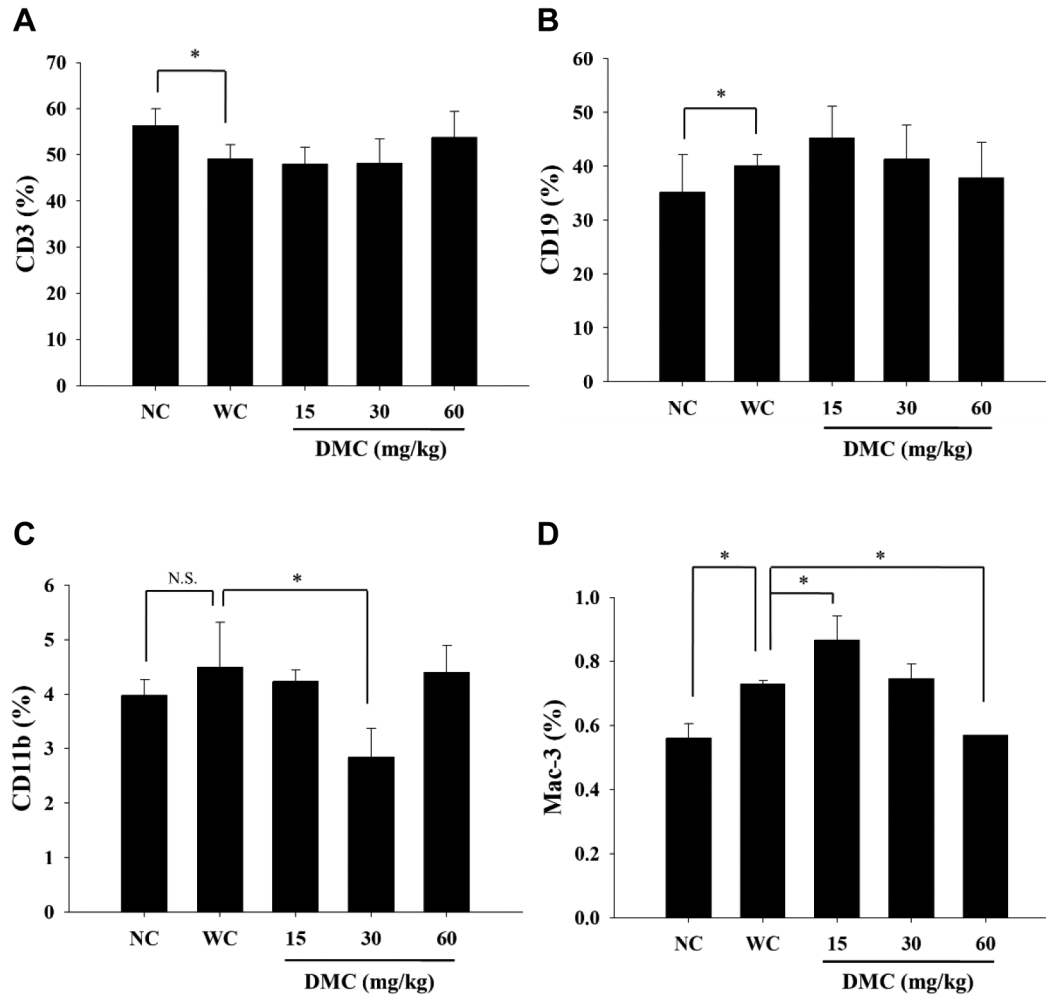 A
*
CD3 (%)
70
60
50
40
30
20
10
0
NC WC 15 30 60
DMC (mg/kg)
B
*
CD19 (%)
60
50
40
30
20
10
0
NC WC 15 30 60
DMC (mg/kg)
C
N.S. *
CD11b (%)
6
5
4
3
2
1
0
NC WC 15 30 60
DMC (mg/kg)
D
* *
*
Mac-3 (%)
1.0
0.8
0.6
0.4
0.2
0.0
NC WC 15 30 60
DMC (mg/kg)